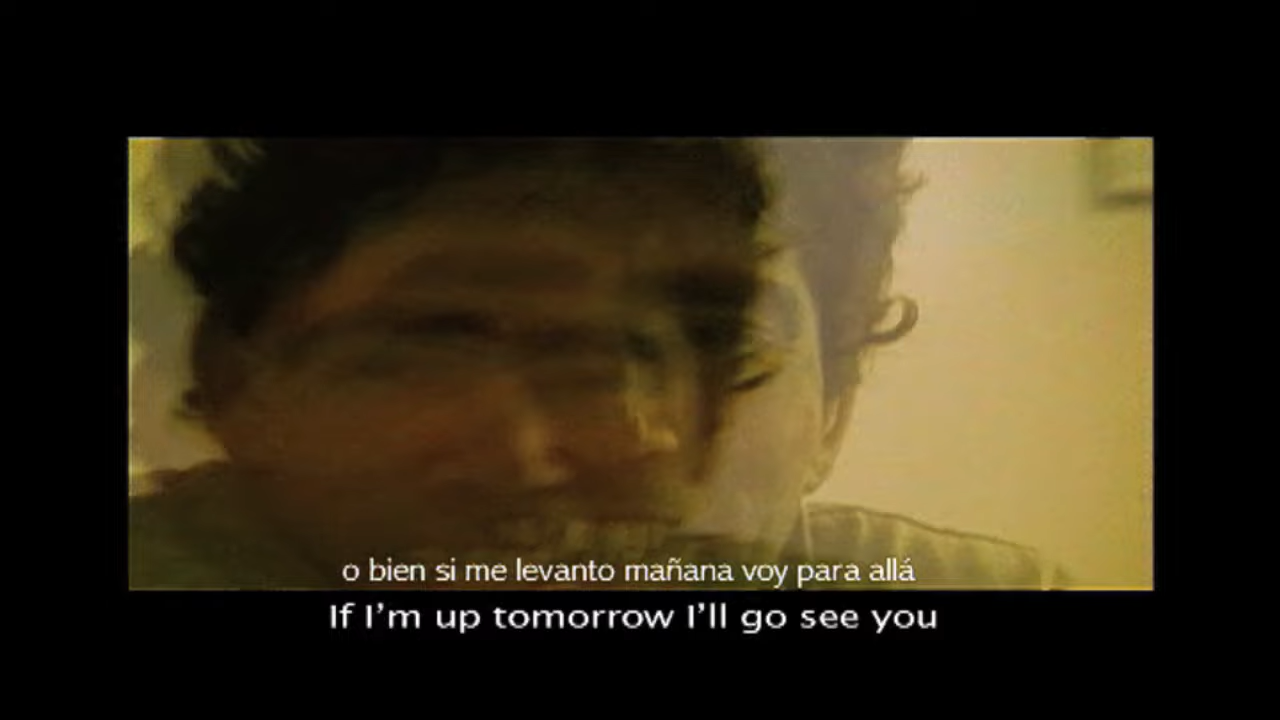 o bien si me levanto mañana voy para allá
If I'm up tomorrow I'll go see you